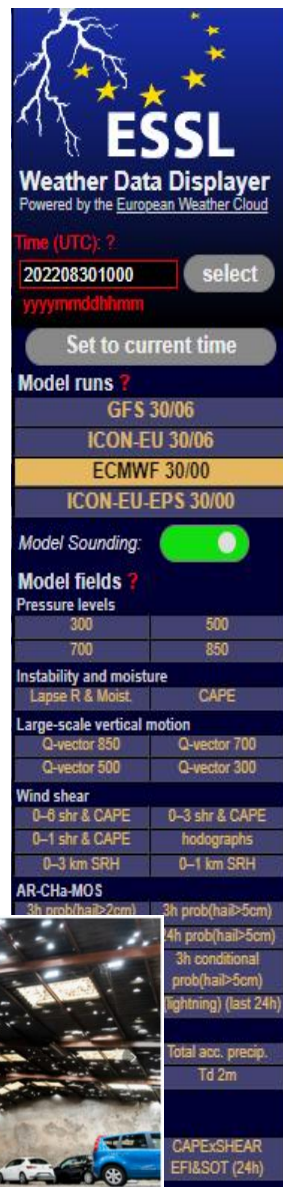 ESSL
Weather Data Displayer
Powered by the European Weather Cloud
Time (UTC): ?
202208301000 select
yyyymmddhhmm
Set to current time
Model runs ?
GFS 30/06
ICON-EU 30/06
ECMWF 30/00
ICON-EU-EPS 30/00
Model Sounding:
Model fields ?
Pressure levels
300 500
700 850
Instability and moisture
Lapse R & Moist. CAPE
Large-scale vertical motion
Q-vector 850 Q-vector 700
Q-vector 500 Q-vector 300
Wind shear
0–6 shr & CAPE 0–3 shr & CAPE
0–1 shr & CAPE hodographs
0–3 km SRH 0–1 km SRH
AR-CHa-MOS
3h prob(hail>2cm) 3h prob(hail>5cm)
4h prob(hail>5cm)
3h conditional
prob(hail>5cm)
(lightning) (last 24h)
Total acc. precip.
Td 2m
CAPExSHEAR
EFI&SOT (24h)